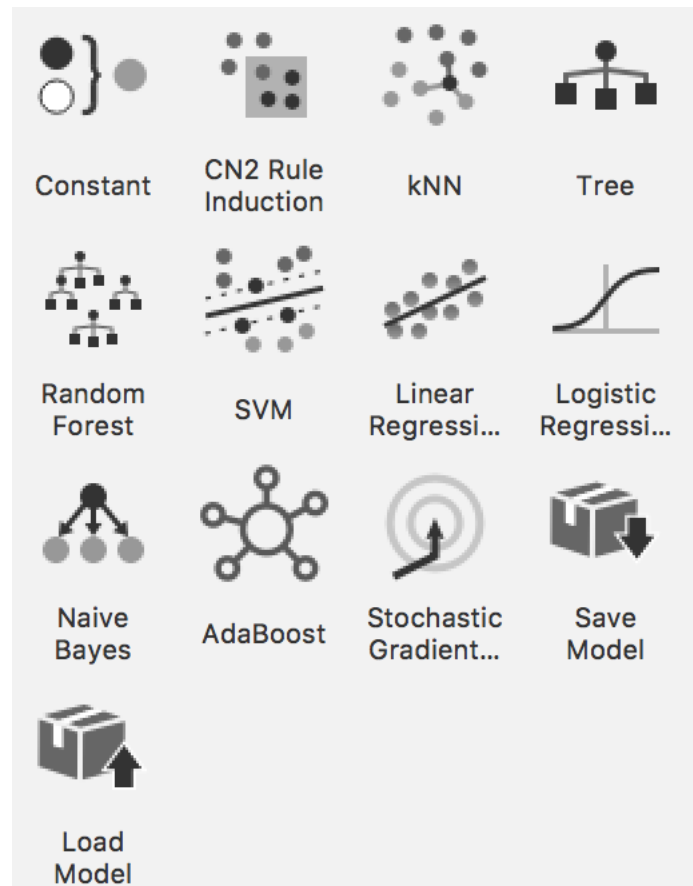 Constant
CN2 Rule
Induction
kNN
Tree
Random
Forest
SVM
Linear
Regressi...
Logistic
Regressi...
Naive
Bayes
AdaBoost
Stochastic
Gradient...
Save
Model
Load
Model